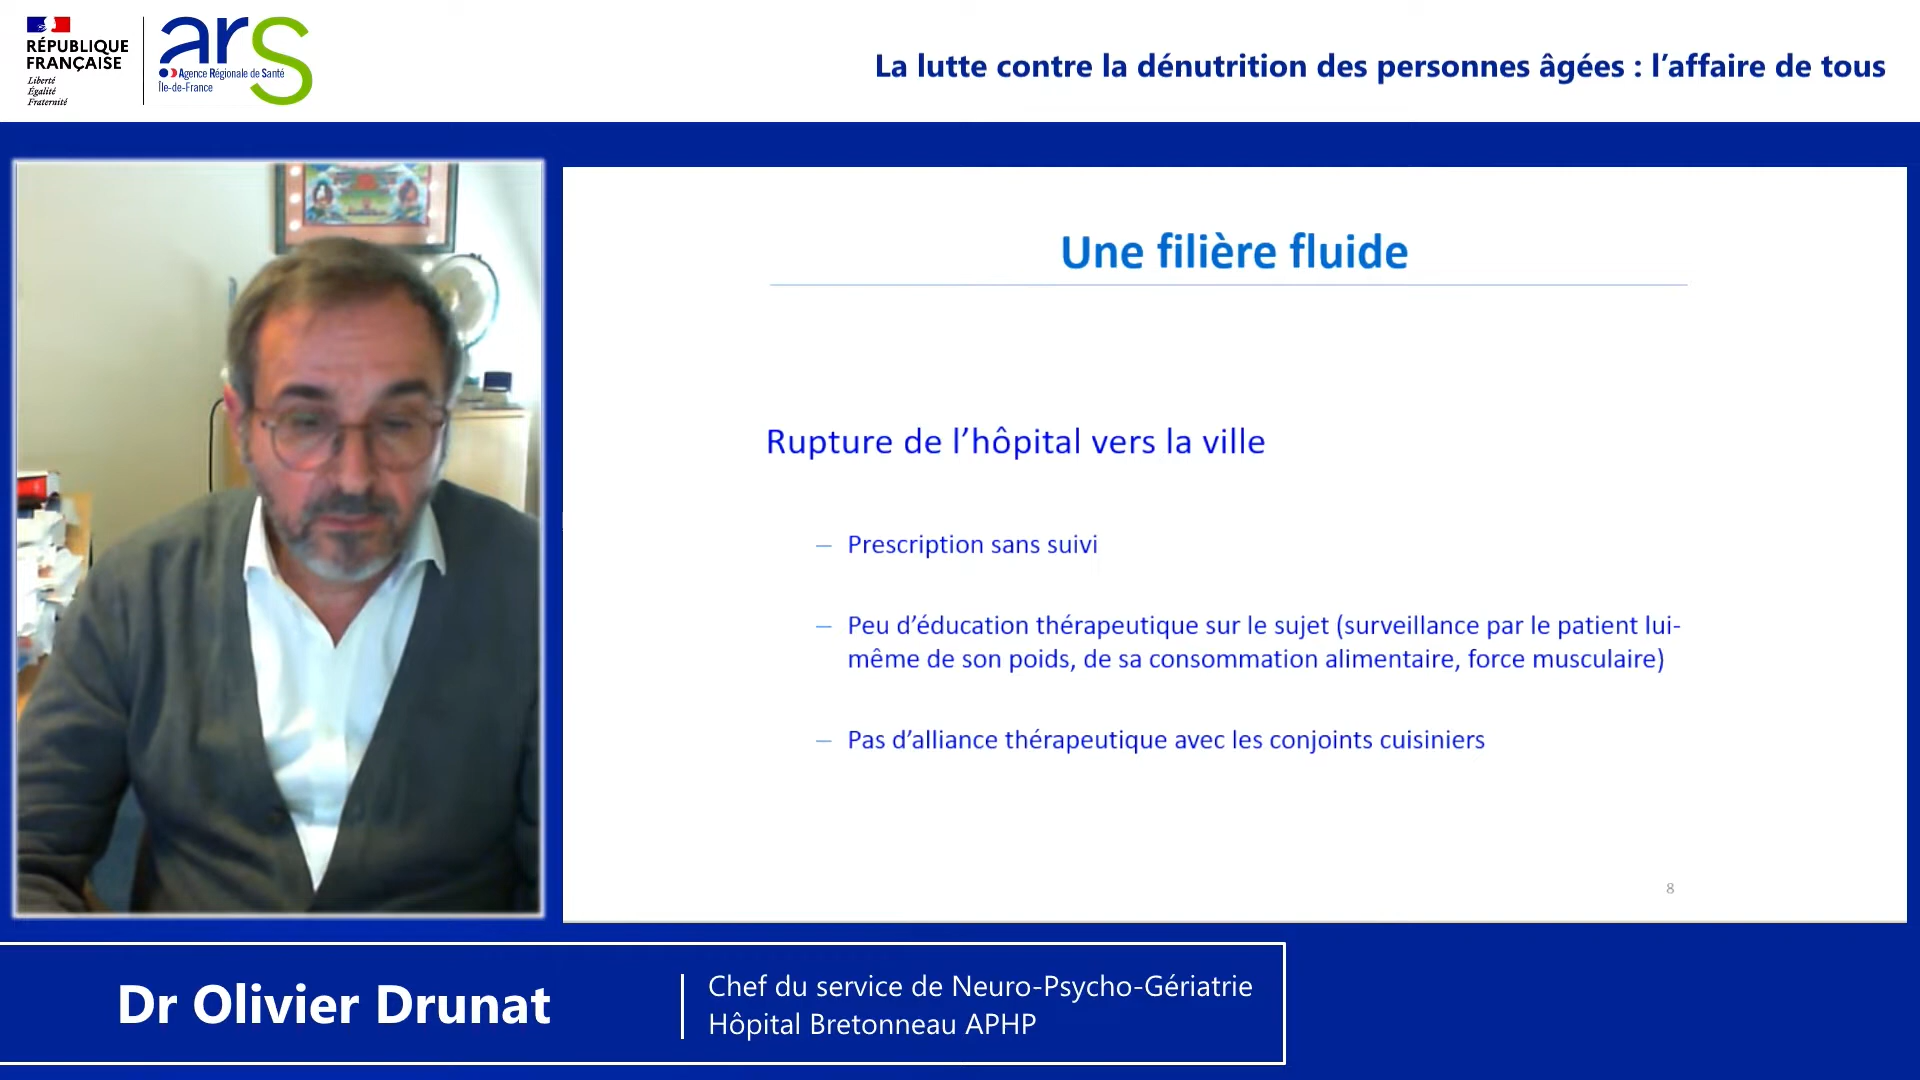 RÉPUBLIQUE
FRANÇAISE
Liberté
Égalité
Fraternité
ars
Agence Régionale de Santé
Île-de-France
La lutte contre la dénutrition des personnes âgées : l’affaire de tous
Une filière fluide
Rupture de l’hôpital vers la ville
– Prescription sans suivi
– Peu d’éducation thérapeutique sur le sujet (surveillance par le patient lui-
même de son poids, de sa consommation alimentaire, force musculaire)
– Pas d’alliance thérapeutique avec les conjoints cuisiniers
8
Dr Olivier Drunat
Chef du service de Neuro-Psycho-Gériatrie
Hôpital Bretonneau APHP